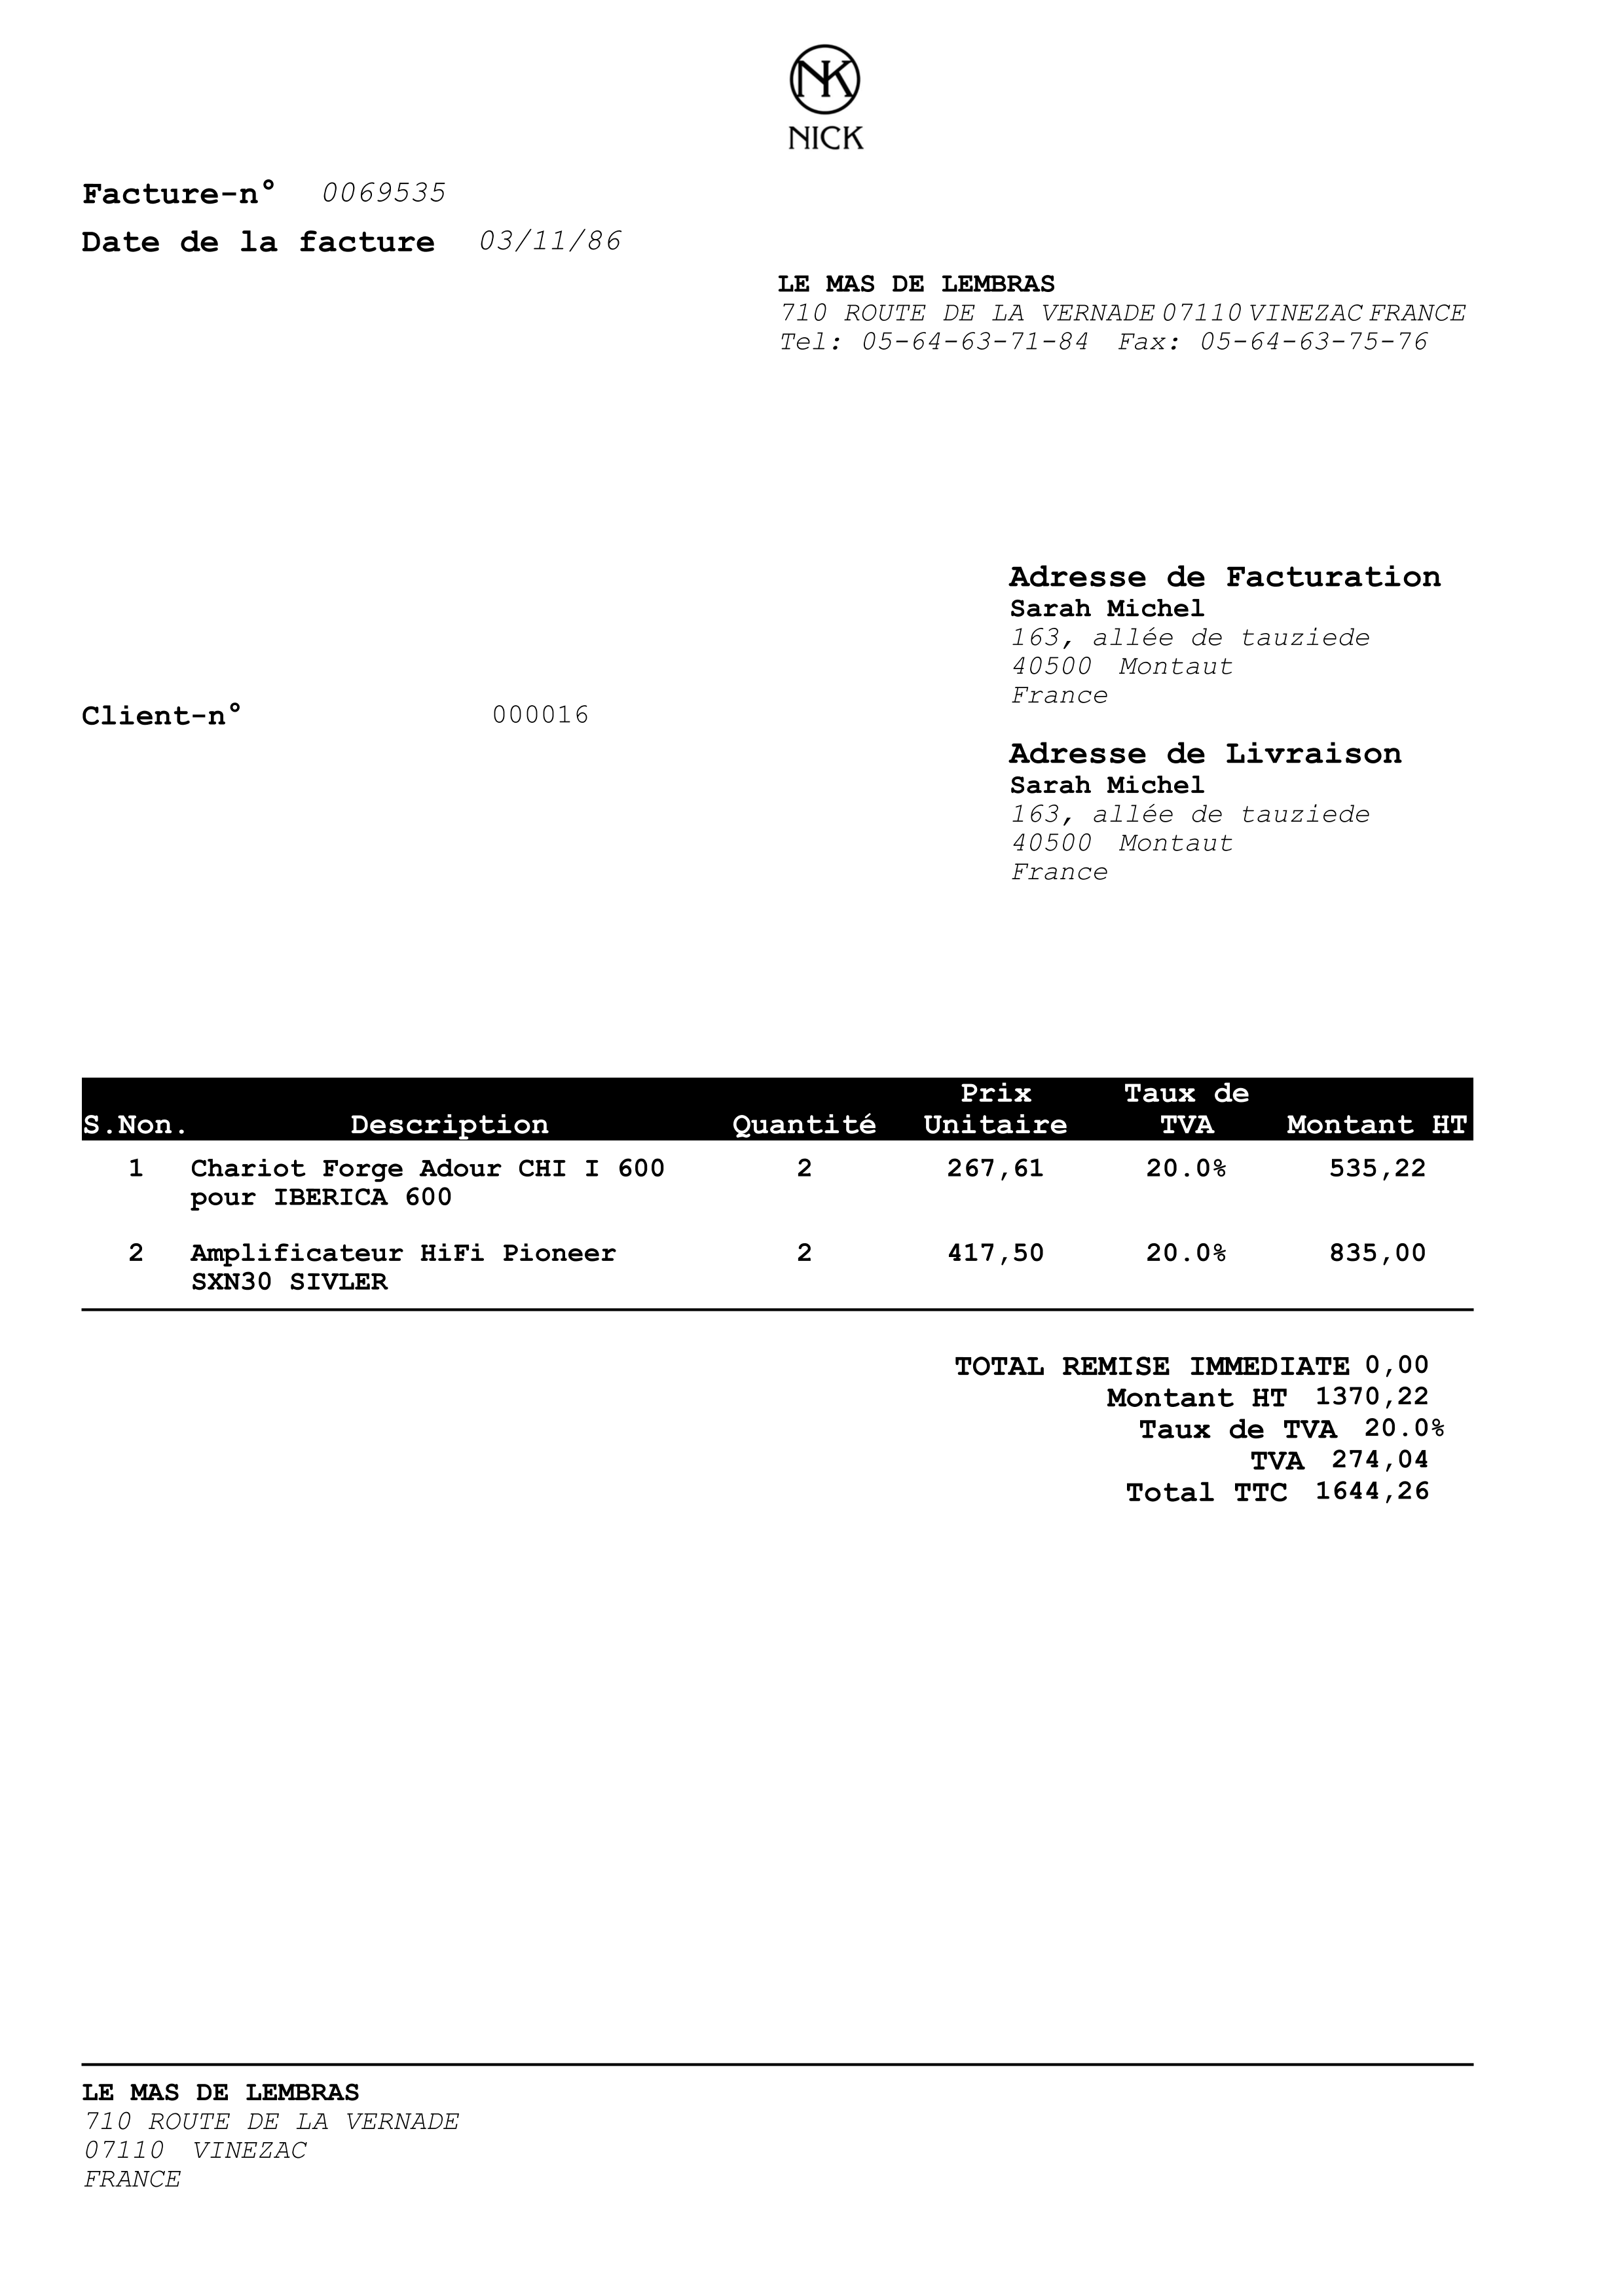 NK
NICK
Facture-n° 0069535
Date de la facture 03/11/86
LE MAS DE LEMBRAS
710 ROUTE DE LA VERNADE 07110 VINEZAC FRANCE
Tel: 05-64-63-71-84 Fax: 05-64-63-75-76
Adresse de Facturation
Sarah Michel
163, allée de tauziede
40500 Montaut
France
Client-n° 000016
Adresse de Livraison
Sarah Michel
163, allée de tauziede
40500 Montaut
France
Prix Taux de
S.Non. Description Quantité Unitaire TVA Montant HT
1 Chariot Forge Adour CHI I 600 2 267,61 20.0% 535,22
pour IBERICA 600
2 Amplificateur HiFi Pioneer 2 417,50 20.0% 835,00
SXN30 SIVLER
TOTAL REMISE IMMEDIATE 0,00
Montant HT 1370,22
Taux de TVA 20.0%
TVA 274,04
Total TTC 1644,26
LE MAS DE LEMBRAS
710 ROUTE DE LA VERNADE
07110 VINEZAC
FRANCE